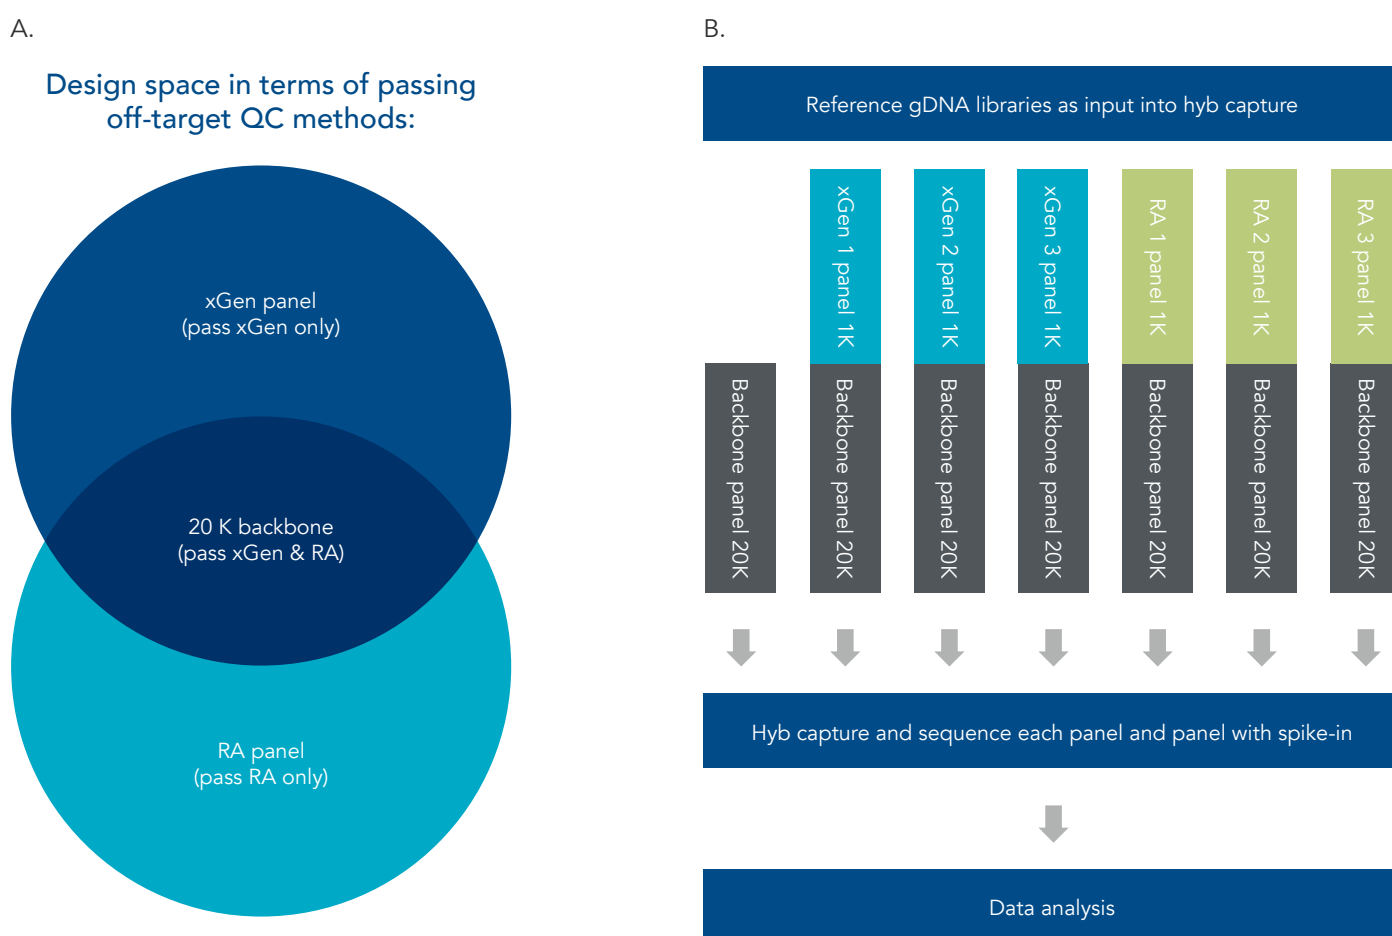 A.
Design space in terms of passing
off-target QC methods:
xGen panel
(pass xGen only)
20 K backbone
(pass xGen & RA)
RA panel
(pass RA only)
B.
Reference gDNA libraries as input into hyb capture
xGen 1 panel 1K
xGen 2 panel 1K
xGen 3 panel 1K
RA 1 panel 1K
RA 2 panel 1K
RA 3 panel 1K
Backbone panel 20K
Backbone panel 20K
Backbone panel 20K
Backbone panel 20K
Backbone panel 20K
Backbone panel 20K
Backbone panel 20K
Hyb capture and sequence each panel and panel with spike-in
Data analysis